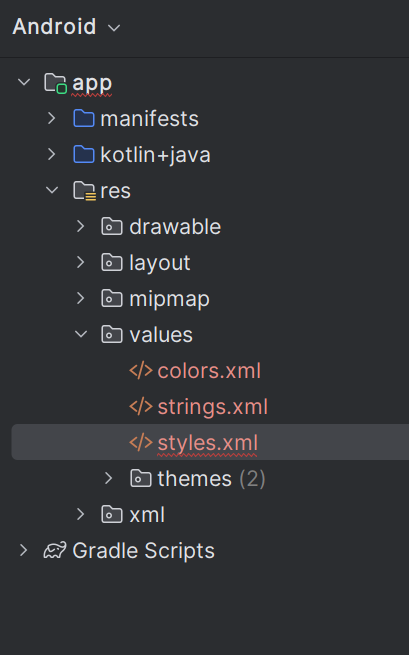 Android
app
manifests
kotlin+java
res
drawable
layout
mipmap
values
</> colors.xml
</> strings.xml
</> styles.xml
themes (2)
xml
Gradle Scripts